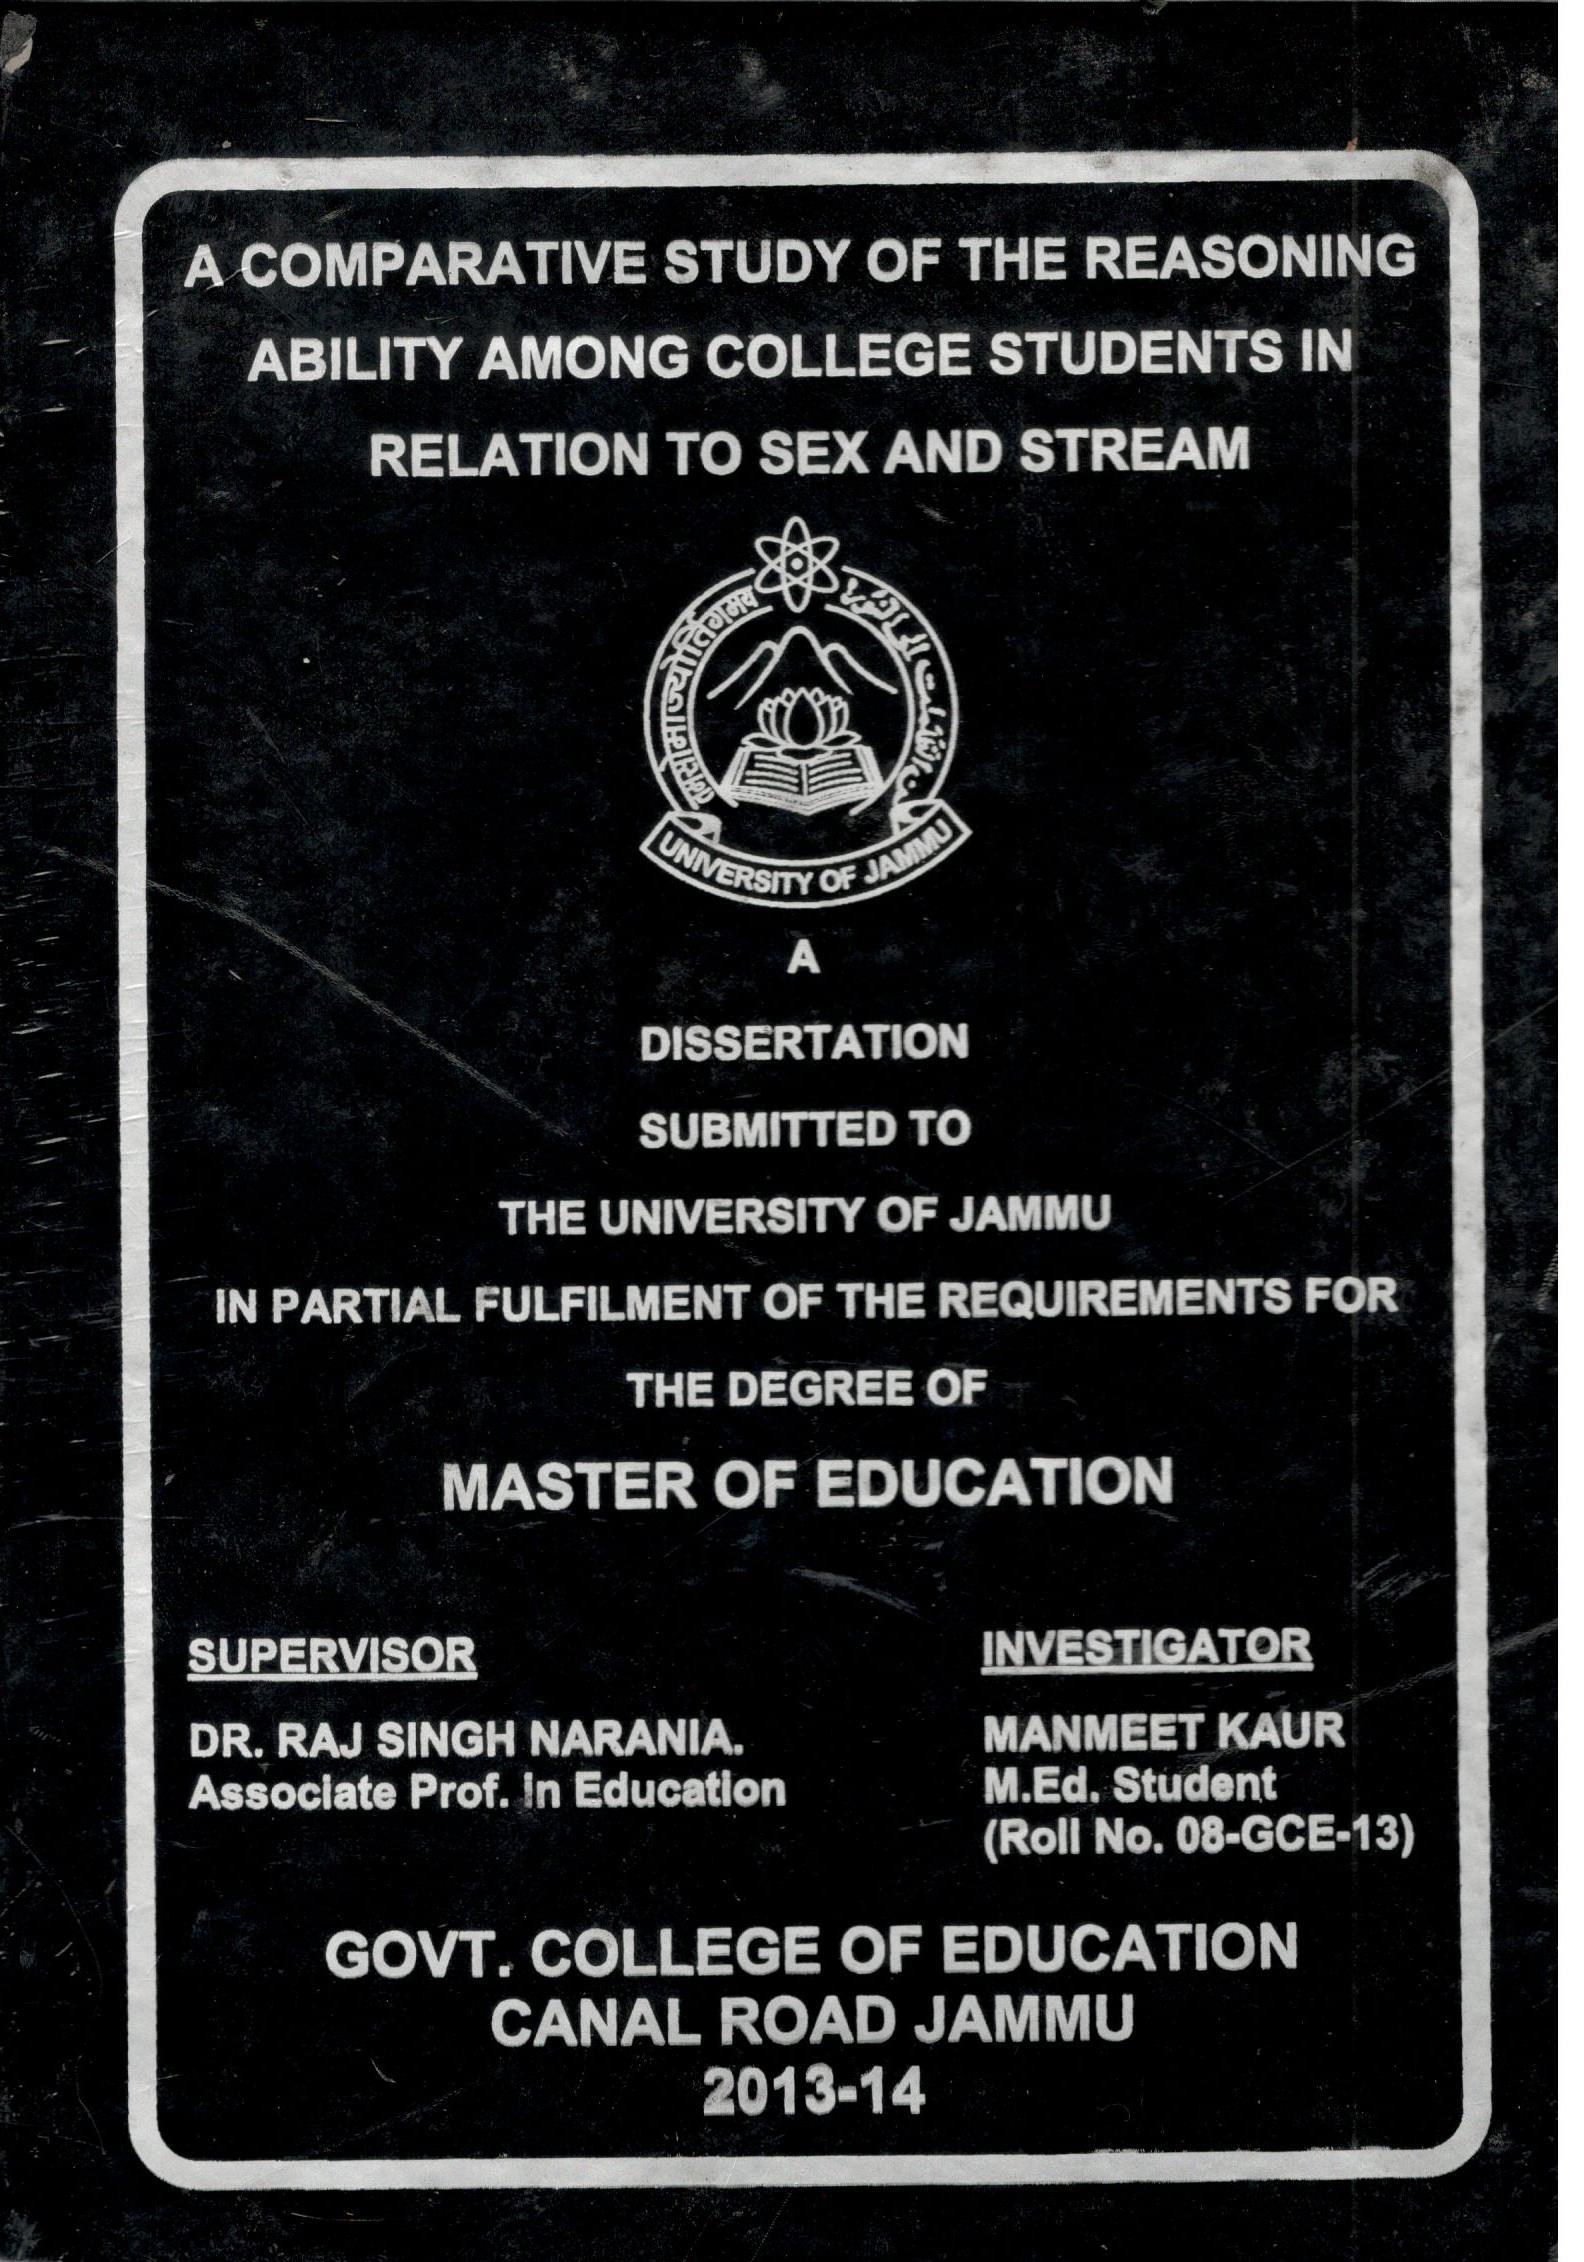 A COMPARATIVE STUDY OF THE REASONING
ABILITY AMONG COLLEGE STUDENTS IN
RELATION TO SEX AND STREAM
तमसोमाज्योतिर्गमय
UNIVERSITY OF JAMMU
A
DISSERTATION
SUBMITTED TO
THE UNIVERSITY OF JAMMU
IN PARTIAL FULFILMENT OF THE REQUIREMENTS FOR
THE DEGREE OF
MASTER OF EDUCATION
SUPERVISOR
DR. RAJ SINGH NARANIA.
Associate Prof. in Education
INVESTIGATOR
MANMEET KAUR
M.Ed. Student
(Roll No. 08-GCE-13)
GOVT. COLLEGE OF EDUCATION
CANAL ROAD JAMMU
2013-14